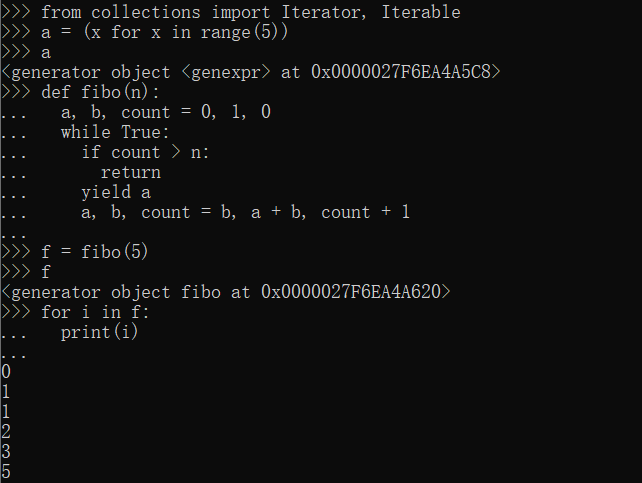 >>> from collections import Iterator, Iterable
>>> a = (x for x in range(5))
>>> a
<generator object <genexpr> at 0x0000027F6EA4A5C8>
>>> def fibo(n):
...   a, b, count = 0, 1, 0
...   while True:
...     if count > n:
...       return
...     yield a
...     a, b, count = b, a + b, count + 1
...
>>> f = fibo(5)
>>> f
<generator object fibo at 0x0000027F6EA4A620>
>>> for i in f:
...   print(i)
...
0
1
1
2
3
5